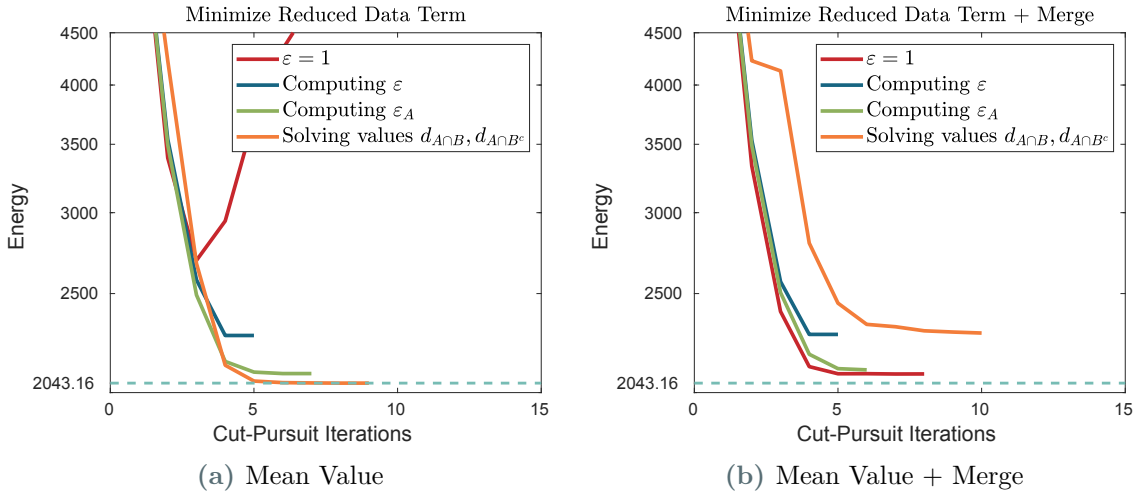 Minimize Reduced Data Term
Energy
4500
4000
3500
3000
2500
2043.16
ε = 1
Computing ε
Computing ε_A
Solving values d_{A∩B}, d_{A∩B^c}
0 5 10 15
Cut-Pursuit Iterations
(a) Mean Value
Minimize Reduced Data Term + Merge
Energy
4500
4000
3500
3000
2500
2043.16
ε = 1
Computing ε
Computing ε_A
Solving values d_{A∩B}, d_{A∩B^c}
0 5 10 15
Cut-Pursuit Iterations
(b) Mean Value + Merge